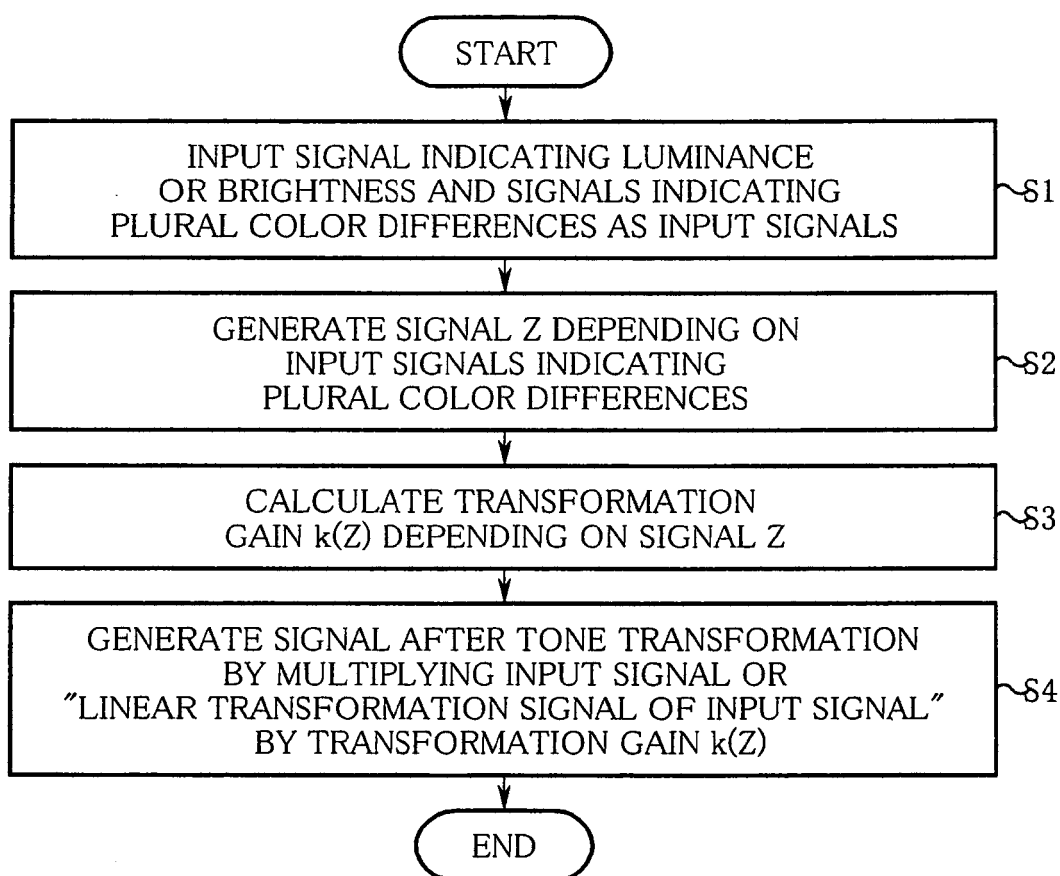 START
INPUT SIGNAL INDICATING LUMINANCE
OR BRIGHTNESS AND SIGNALS INDICATING
PLURAL COLOR DIFFERENCES AS INPUT SIGNALS
S1
GENERATE SIGNAL Z DEPENDING ON
INPUT SIGNALS INDICATING
PLURAL COLOR DIFFERENCES
S2
CALCULATE TRANSFORMATION
GAIN k(Z) DEPENDING ON SIGNAL Z
S3
GENERATE SIGNAL AFTER TONE TRANSFORMATION
BY MULTIPLYING INPUT SIGNAL OR
"LINEAR TRANSFORMATION SIGNAL OF INPUT SIGNAL"
BY TRANSFORMATION GAIN k(Z)
S4
END